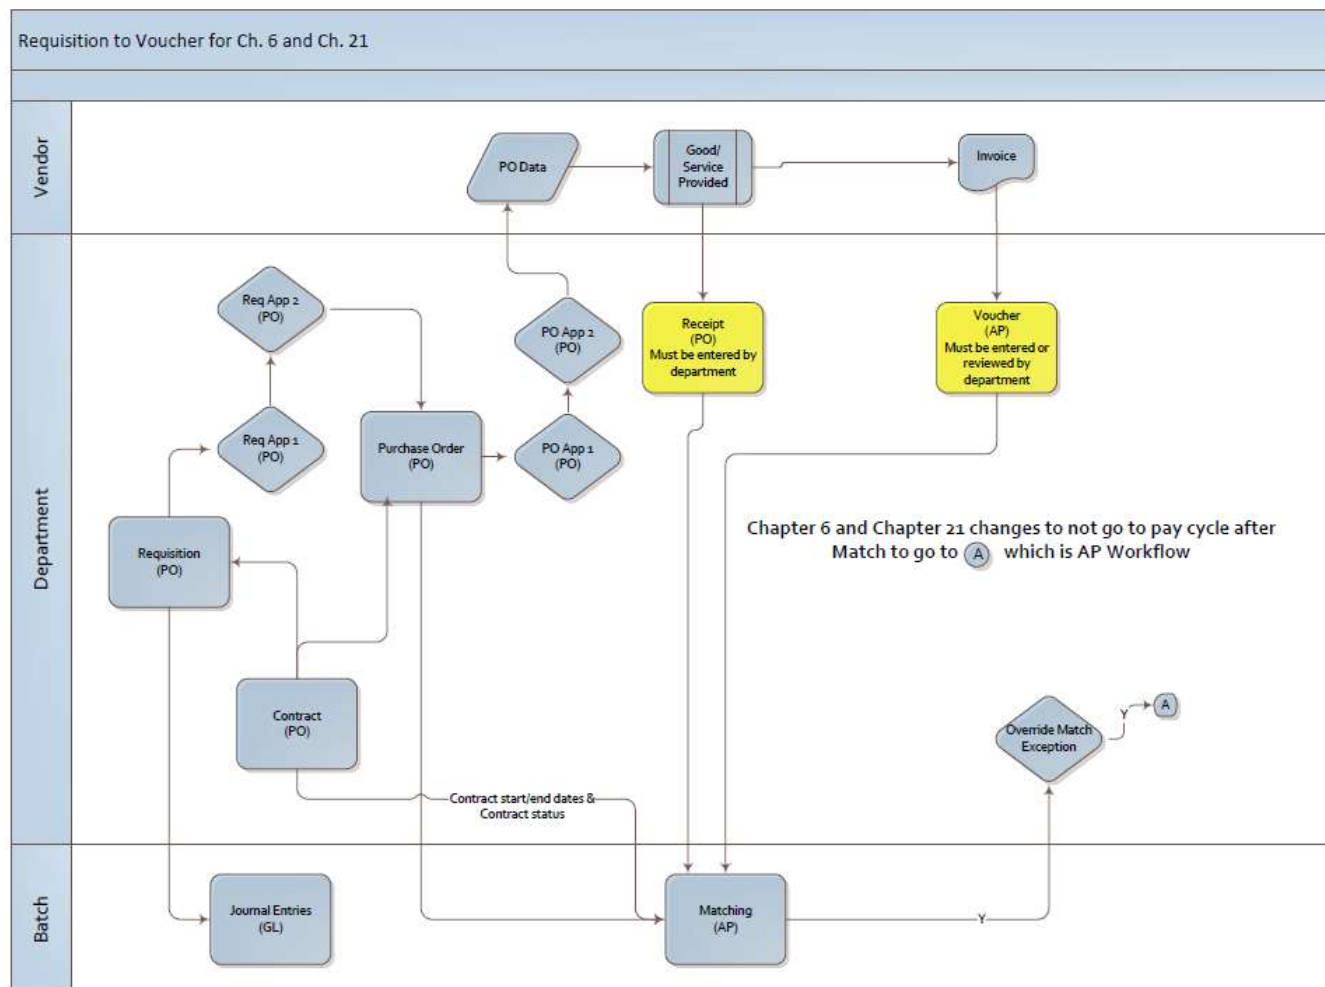 Requisition to Voucher for Ch. 6 and Ch. 21
Vendor
PO Data
Good/
Service
Provided
Invoice
Department
Req App 2
(PO)
Req App 1
(PO)
Requisition
(PO)
Contract
(PO)
Purchase Order
(PO)
PO App 2
(PO)
PO App 1
(PO)
Receipt
(PO)
Must be entered by
department
Voucher
(AP)
Must be entered or
reviewed by
department
Chapter 6 and Chapter 21 changes to not go to pay cycle after
Match to go to A which is AP Workflow
Override Match
Exception
Y
A
Contract start/end dates &
Contract status
Batch
Journal Entries
(GL)
Matching
(AP)
Y